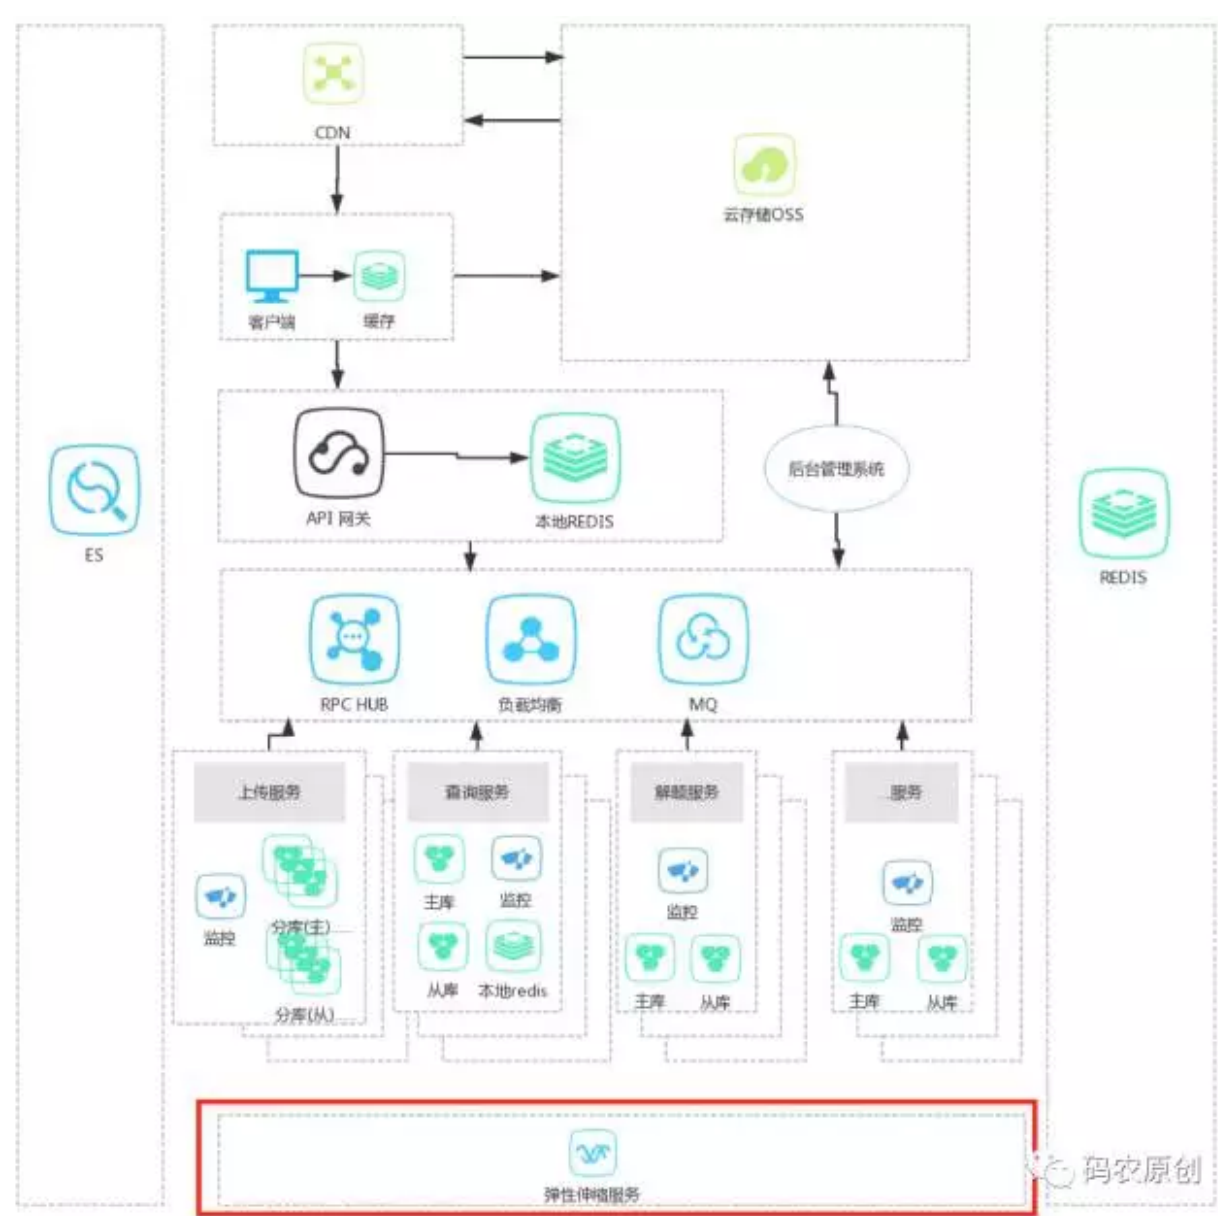 CDN
云存储OSS
客户端
缓存
API 网关
本地REDIS
后台管理系统
ES
REDIS
RPC HUB
负载均衡
MQ
上传服务
查询服务
解题服务
...服务
监控
分库(主)......
分库(从)......
主库
监控
从库
本地redis
监控
主库
从库
监控
主库
从库
弹性伸缩服务
码农原创